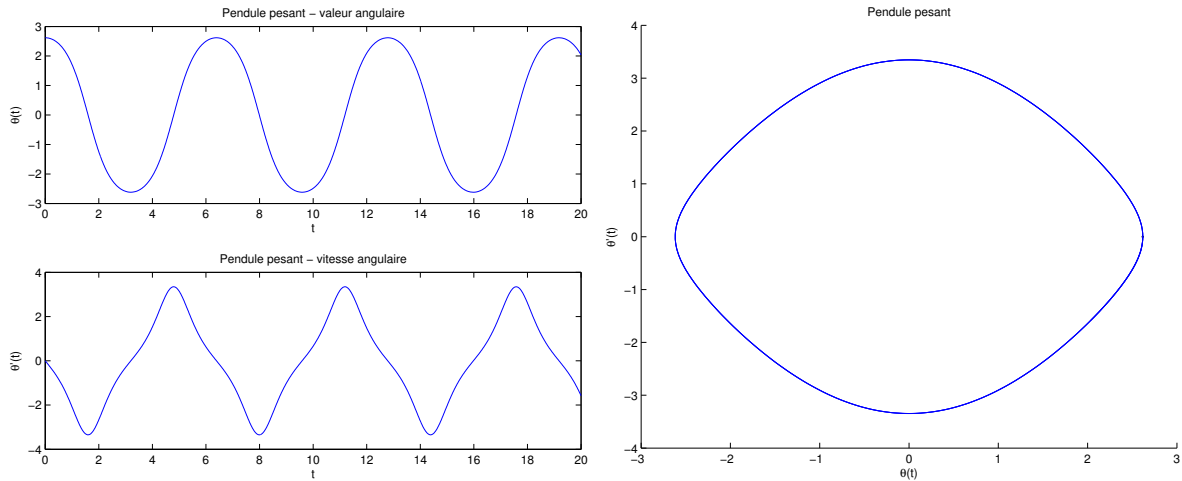 Pendule pesant − valeur angulaire
3
2
1
0
−1
−2
−3
θ(t)
0 2 4 6 8 10 12 14 16 18 20
t
Pendule pesant − vitesse angulaire
4
2
0
−2
−4
θ'(t)
0 2 4 6 8 10 12 14 16 18 20
t
Pendule pesant
4
3
2
1
0
−1
−2
−3
−4
θ'(t)
−3 −2 −1 0 1 2 3
θ(t)